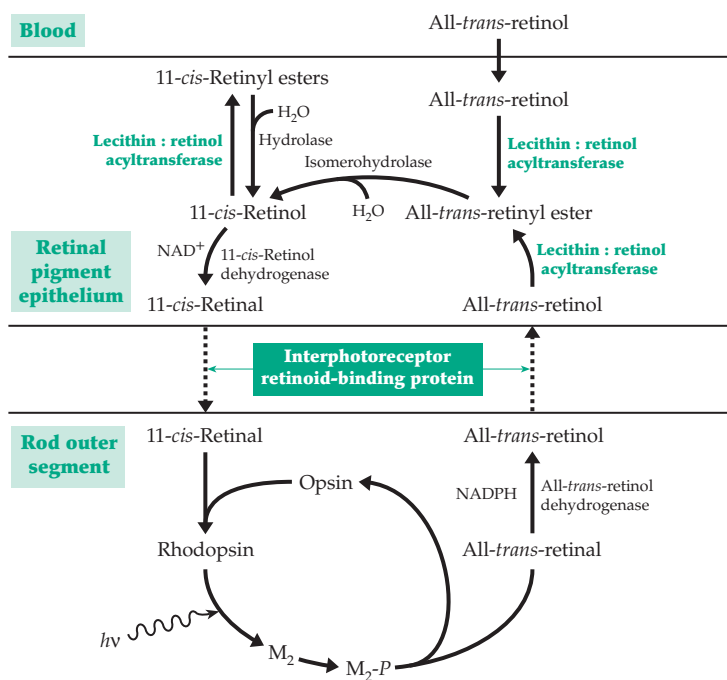 Blood
All-trans-retinol
11-cis-Retinyl esters
All-trans-retinol
H₂O
Lecithin : retinol
acyltransferase
Hydrolase
Lecithin : retinol
acyltransferase
Isomerohydrolase
11-cis-Retinol
H₂O
All-trans-retinyl ester
Retinal
pigment
epithelium
NAD⁺
11-cis-Retinol
dehydrogenase
Lecithin : retinol
acyltransferase
11-cis-Retinal
All-trans-retinol
Interphotoreceptor
retinoid-binding protein
Rod outer
segment
11-cis-Retinal
All-trans-retinol
Opsin
NADPH
All-trans-retinol
dehydrogenase
Rhodopsin
All-trans-retinal
hν
M₂
M₂-P